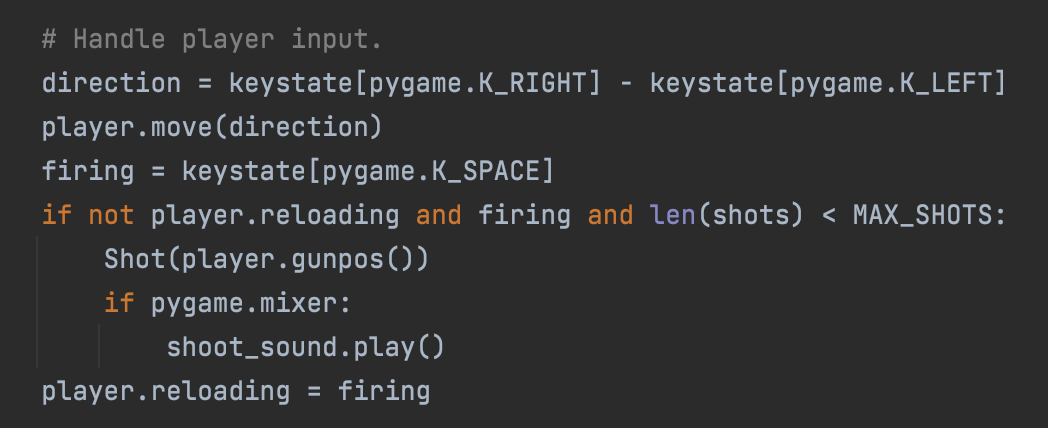 # Handle player input.
direction = keystate[pygame.K_RIGHT] - keystate[pygame.K_LEFT]
player.move(direction)
firing = keystate[pygame.K_SPACE]
if not player.reloading and firing and len(shots) < MAX_SHOTS:
    Shot(player.gunpos())
    if pygame.mixer:
        shoot_sound.play()
player.reloading = firing